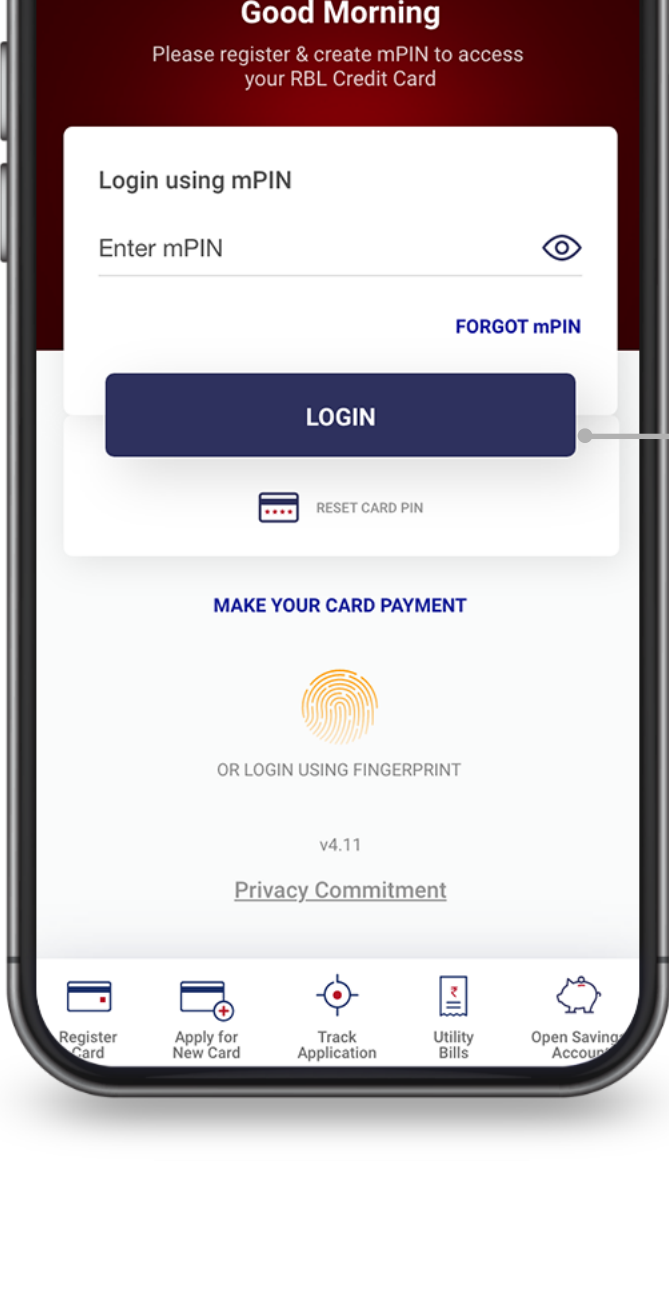 Good Morning
Please register & create mPIN to access
your RBL Credit Card
Login using mPIN
Enter mPIN
FORGOT mPIN
LOGIN
RESET CARD PIN
MAKE YOUR CARD PAYMENT
OR LOGIN USING FINGERPRINT
v4.11
Privacy Commitment
Register
Card
Apply for
New Card
Track
Application
₹
Utility
Bills
Open Savings
Account